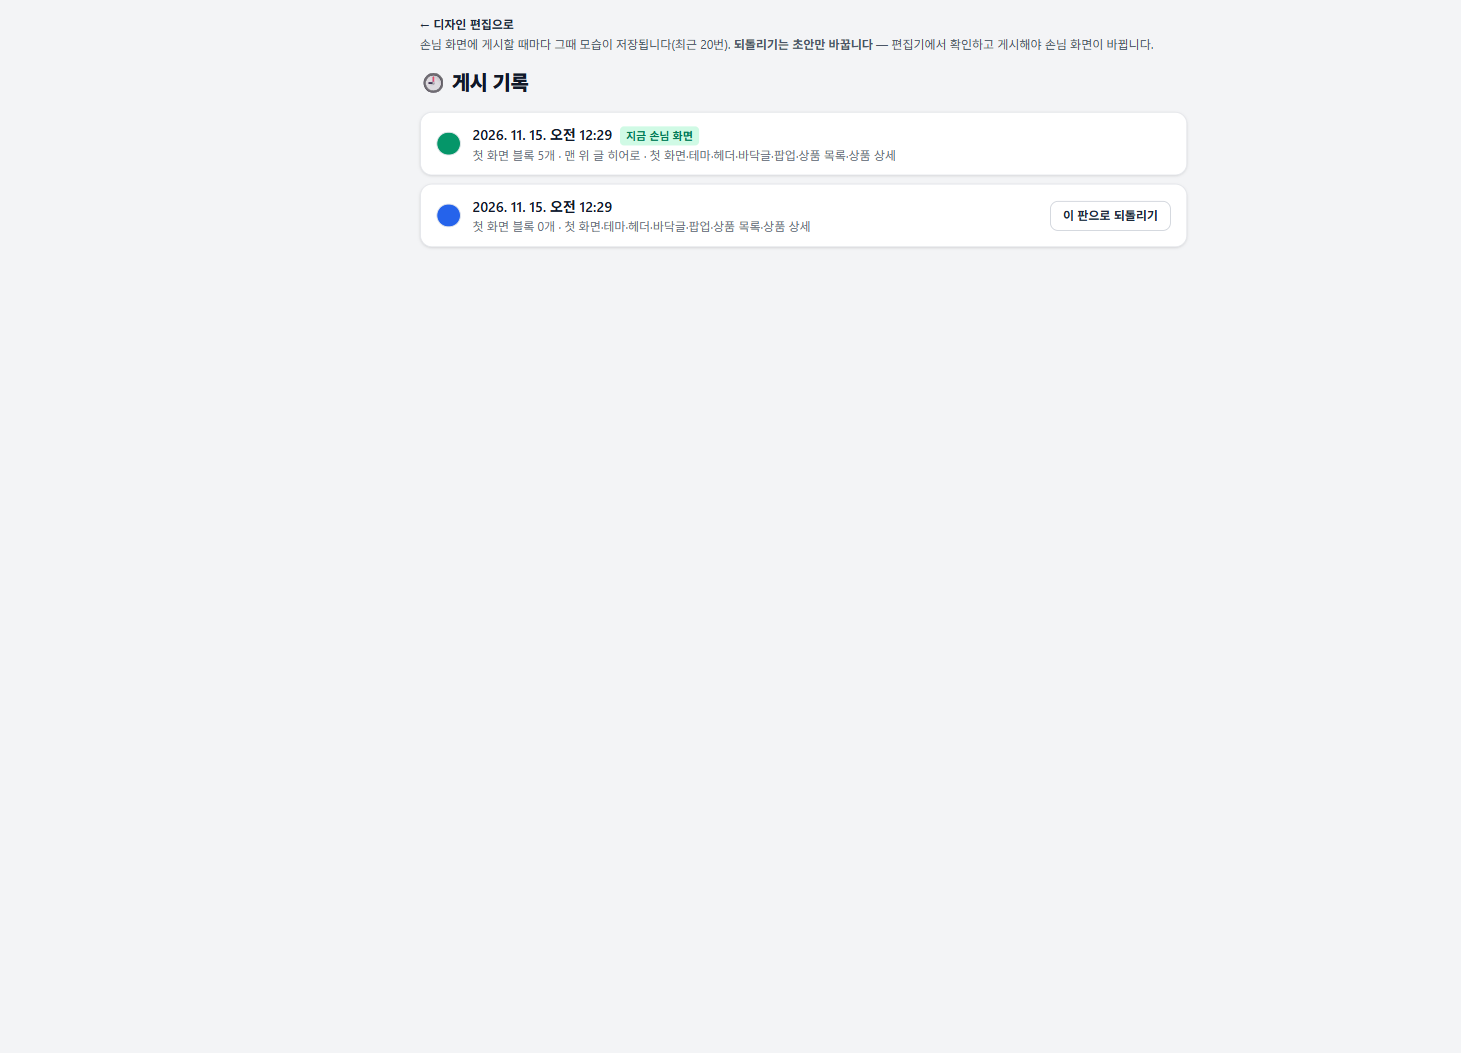 ← 디자인 편집으로
손님 화면에 게시할 때마다 그때 모습이 저장됩니다(최근 20번). 되돌리기는 초안만 바꿉니다 — 편집기에서 확인하고 게시해야 손님 화면이 바뀝니다.
게시 기록
2026. 11. 15. 오전 12:29 지금 손님 화면
첫 화면 블록 5개 · 맨 위 글 히어로 · 첫 화면·테마·헤더·바닥글·팝업·상품 목록·상품 상세
2026. 11. 15. 오전 12:29
첫 화면 블록 0개 · 첫 화면·테마·헤더·바닥글·팝업·상품 목록·상품 상세
이 판으로 되돌리기